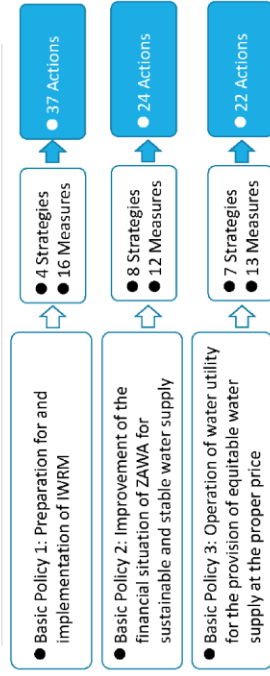 ● Basic Policy 1: Preparation for and
implementation of IWRM
● 4 Strategies
● 16 Measures
● 37 Actions
● Basic Policy 2: Improvement of the
financial situation of ZAWA for
sustainable and stable water supply
● 8 Strategies
● 12 Measures
● 24 Actions
● Basic Policy 3: Operation of water utility
for the provision of equitable water
supply at the proper price
● 7 Strategies
● 13 Measures
● 22 Actions